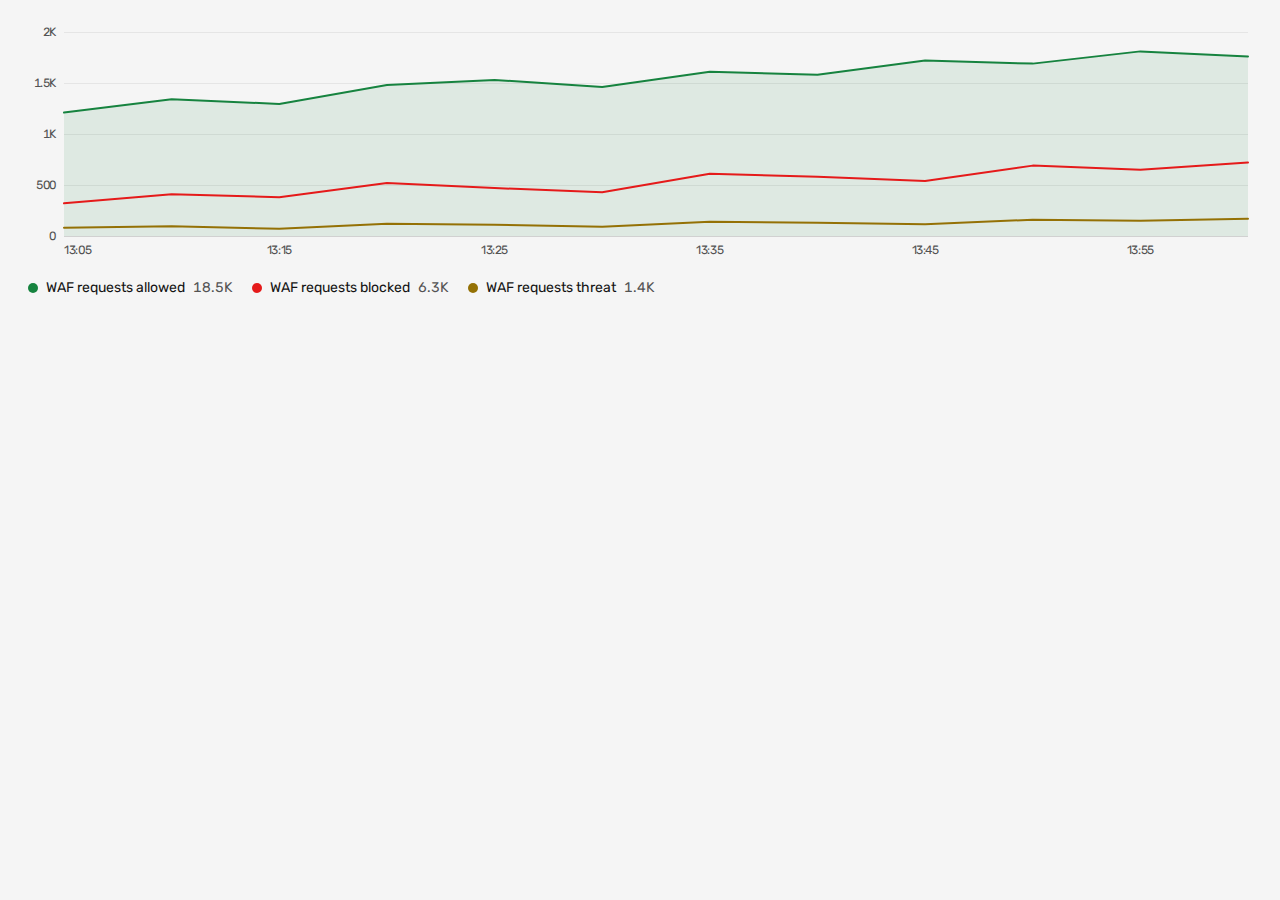 2K
1.5K
1K
500
0
13:05 13:15 13:25 13:35 13:45 13:55
WAF requests allowed 18.5K WAF requests blocked 6.3K WAF requests threat 1.4K